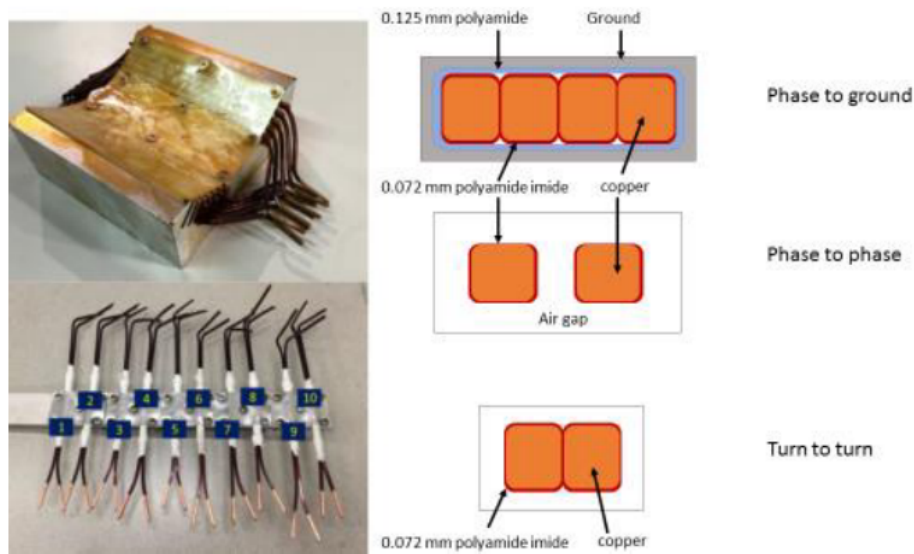 0.125 mm polyamide
Ground
Phase to ground
0.072 mm polyamide imide
copper
Phase to phase
Air gap
Turn to turn
0.072 mm polyamide imide
copper
2
4
6
8
10
1
3
5
7
9